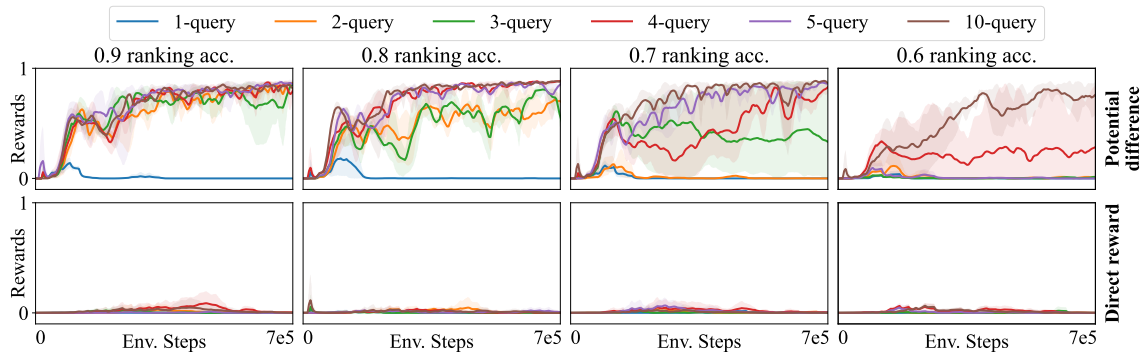 1-query 2-query 3-query 4-query 5-query 10-query
0.9 ranking acc. 0.8 ranking acc. 0.7 ranking acc. 0.6 ranking acc.
1
Rewards
0
Potential
difference
1
Rewards
0
Direct reward
0 7e5 0 7e5 0 7e5 0 7e5
Env. Steps Env. Steps Env. Steps Env. Steps